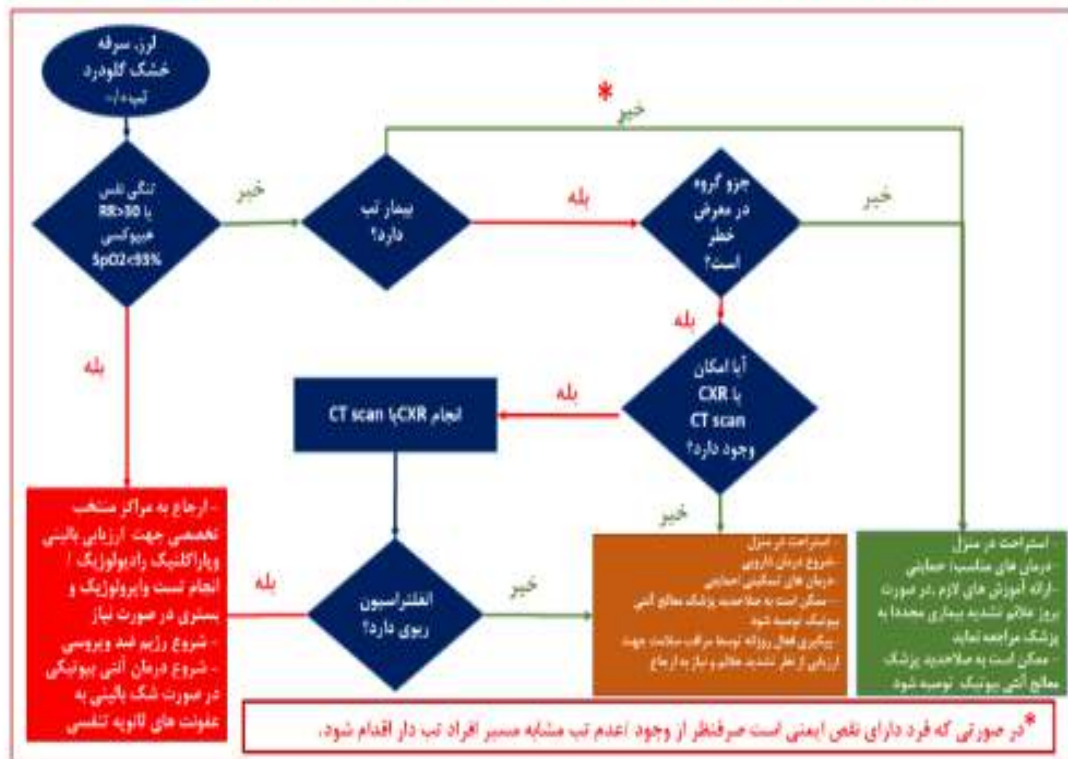 لرز، سرفه
خشک گلودرد
تب+/-
تنگی نفس
یا RR>30
هیپوکسی
SpO2<93%
خیر
بیمار تب
دارد؟
*
خیر
بله
جزو گروه
در معرض
خطر
است؟
خیر
بله
بله
آیا امکان
CXR یا
CT scan
وجود دارد؟
بله
انجام CXR یا CT scan
خیر
انفلتراسیون
ریوی دارد؟
بله
خیر
- ارجاع به مراکز منتخب
تخصصی جهت ارزیابی بالینی
وپاراکلنیک رادیولوژیک /
انجام تست وایرولوژیک و
بستری در صورت نیاز
- شروع رژیم ضد ویروسی
- شروع درمان آنتی بیوتیکی
در صورت شک بالینی به
عفونت های ثانویه تنفسی
- استراحت در منزل
-شروع درمان دارویی
درمان های تسکینی /حمایتی
- ممکن است به صلاحدید پزشک معالج آنتی
بیوتیک توصیه شود
- پیگیری فعال روزانه توسط مراقب سلامت جهت
ارزیابی از نظر تشدید علائم و نیاز به ارجاع
- استراحت در منزل
-درمان های مناسب/ حمایتی
-ارائه آموزش های لازم .در صورت
بروز علائم تشدید بیماری مجددا به
پزشک مراجعه نماید
- ممکن است به صلاحدید پزشک
معالج آنتی بیوتیک توصیه شود
*در صورتی که فرد دارای نقص ایمنی است صرفنظر از وجود /عدم تب مشابه مسیر افراد تب دار اقدام شود.